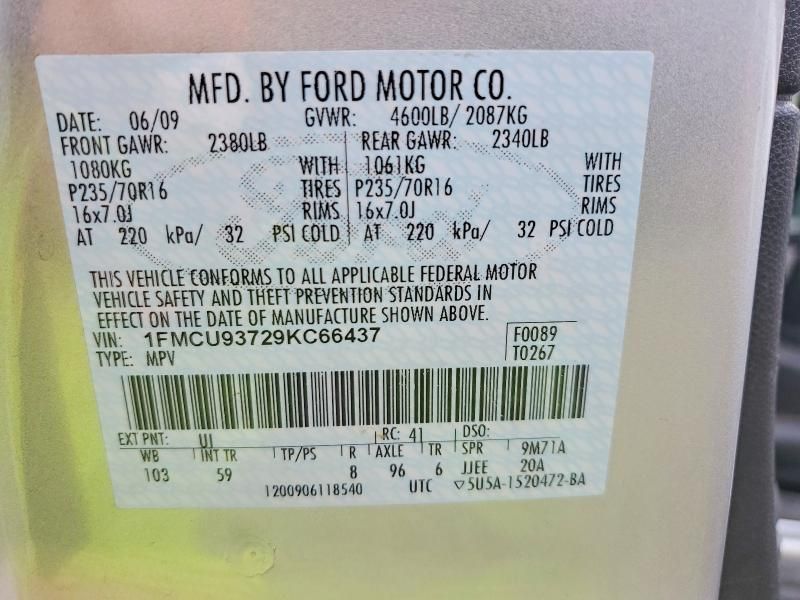 MFD. BY FORD MOTOR CO.
DATE: 06/09 GVWR: 4600LB/ 2087KG
FRONT GAWR: 2380LB REAR GAWR: 2340LB
1080KG WITH 1061KG WITH
P235/70R16 TIRES P235/70R16 TIRES
16x7.0J RIMS 16x7.0J RIMS
AT 220 kPa/ 32 PSI COLD AT 220 kPa/ 32 PSI COLD
THIS VEHICLE CONFORMS TO ALL APPLICABLE FEDERAL MOTOR
VEHICLE SAFETY AND THEFT PREVENTION STANDARDS IN
EFFECT ON THE DATE OF MANUFACTURE SHOWN ABOVE.
VIN: 1FMCU93729KC66437 F0089
TYPE: MPV T0267
EXT PNT: UI RC: 41 DSO:
WB INT TR TP/PS R AXLE TR SPR 9M71A
103 59 8 96 6 JJEE 20A
1200906118540 UTC ▽5U5A-1520472-BA